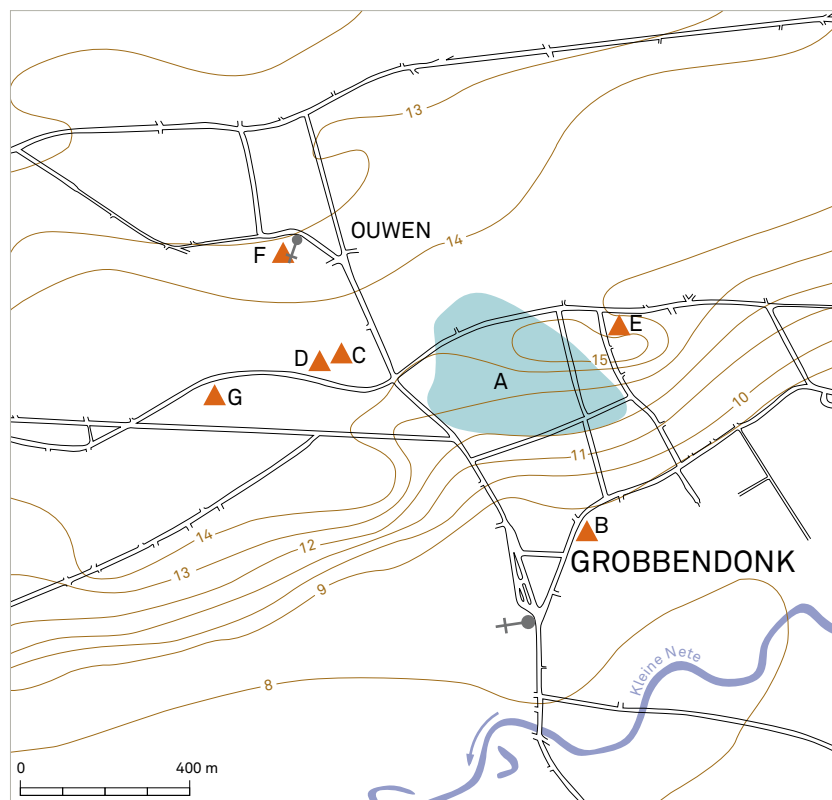 13
OUWEN
14
F
E
C
D
15
A
G
10
11
B
14
12
GROBBENDONK
13
9
Kleine Nete
8
0 400 m